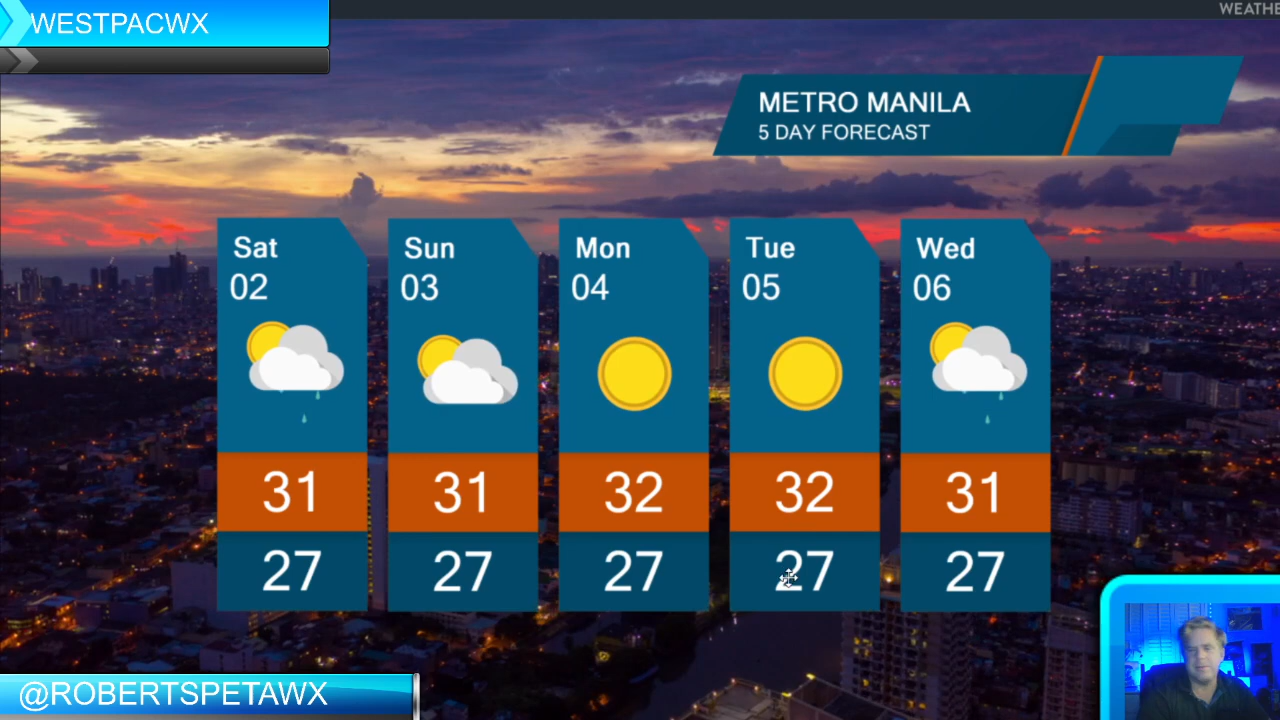 WESTPACWX
WEATHE
METRO MANILA
5 DAY FORECAST
Sat
02
31
27
Sun
03
31
27
Mon
04
32
27
Tue
05
32
27
Wed
06
31
27
@ROBERTSPETAWX